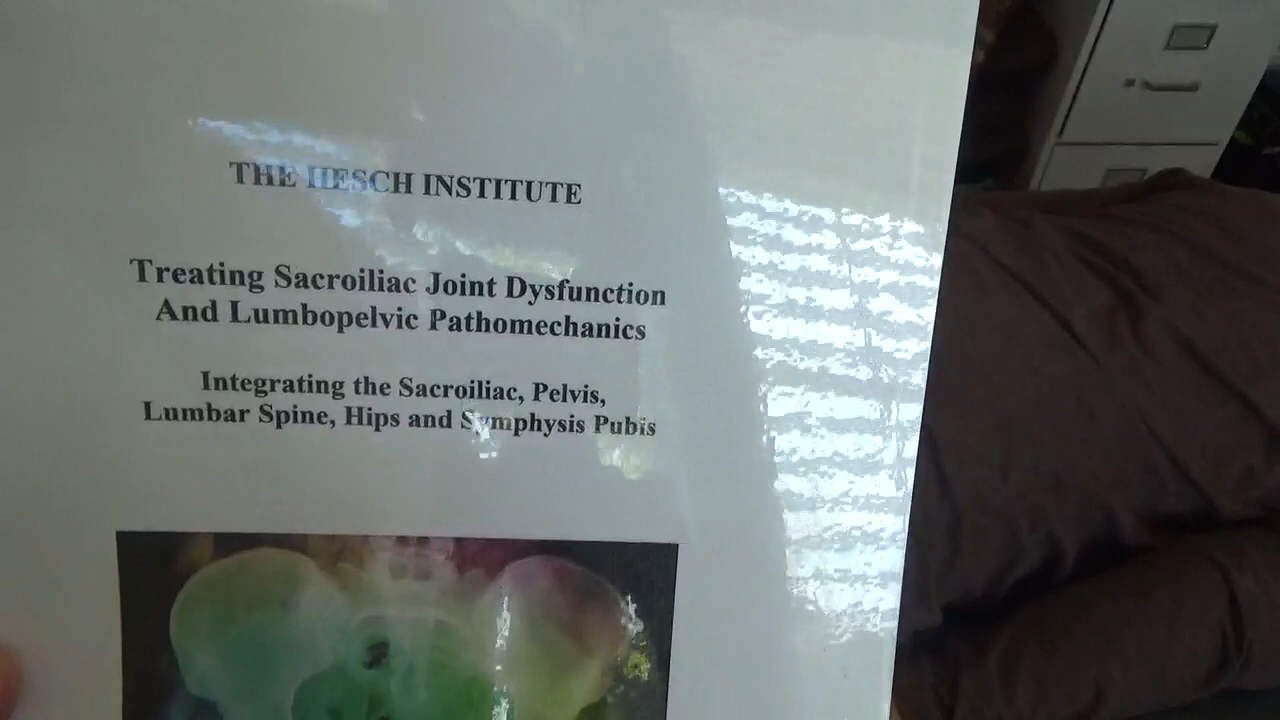 THE HESCH INSTITUTE
Treating Sacroiliac Joint Dysfunction
And Lumbopelvic Pathomechanics
Integrating the Sacroiliac, Pelvis,
Lumbar Spine, Hips and Symphysis Pubis